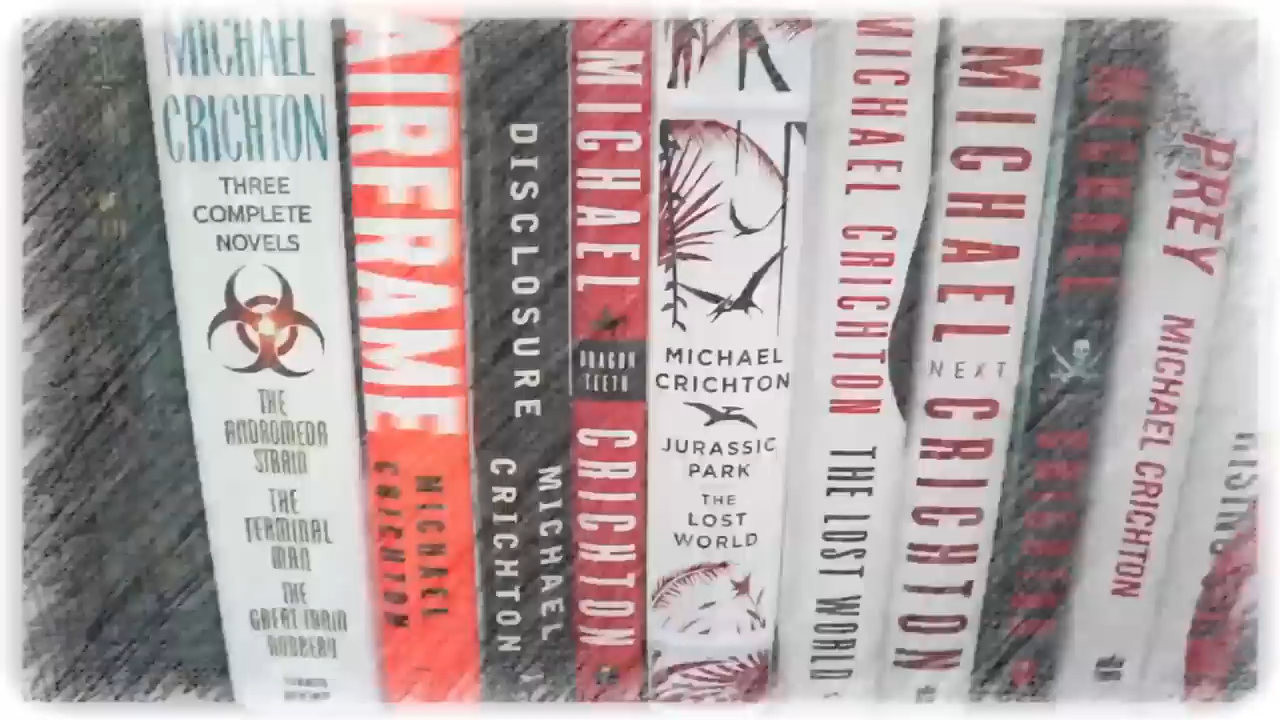 MICHAEL
CRICHTON
THREE
COMPLETE
NOVELS
THE
ANDROMEDA
STRAIN
THE
TERMINAL
MAN
THE
GREAT TRAIN
ROBBERY
AIRFRAME
MICHAEL
CRICHTON
DISCLOSURE
MICHAEL
CRICHTON
MICHAEL
DRAGON
TEETH
CRICHTON
MICHAEL
CRICHTON
JURASSIC
PARK
THE
LOST
WORLD
MICHAEL CRICHTON THE LOST WORLD
MICHAEL CRICHTON
NEXT
MICHAEL
PREY
MICHAEL CRICHTON